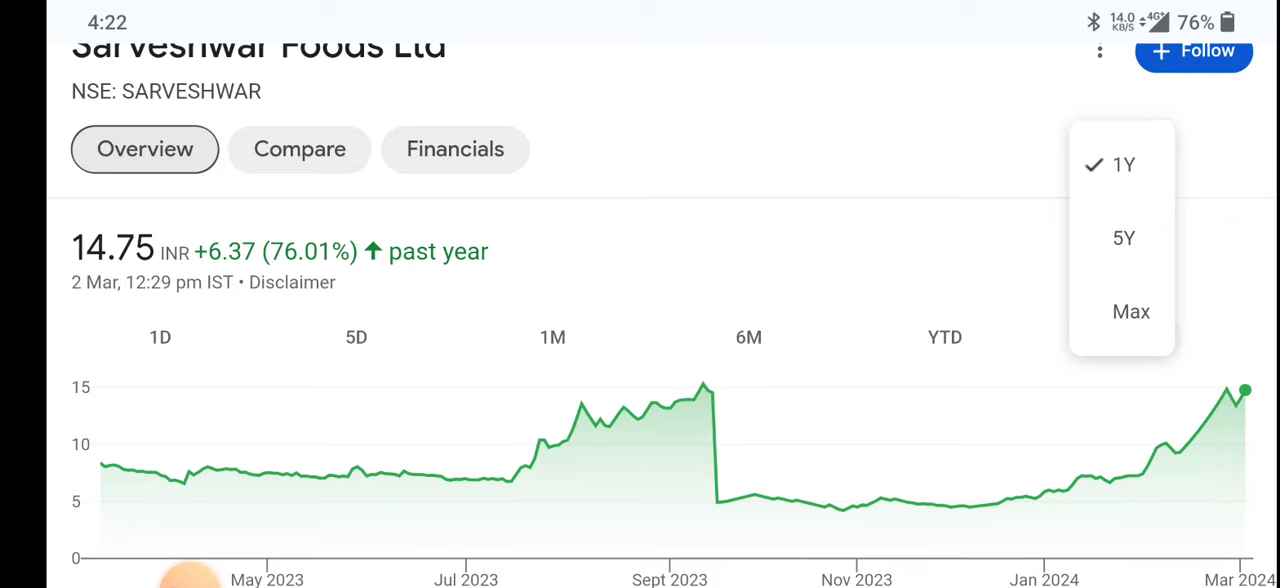 4:22
14.0 KB/S 4G+ 76%
Sarveshwar Foods Ltd
+ Follow
NSE: SARVESHWAR
Overview Compare Financials
1Y
5Y
Max
14.75 INR +6.37 (76.01%) ↑ past year
2 Mar, 12:29 pm IST • Disclaimer
1D 5D 1M 6M YTD
15
10
5
0
May 2023 Jul 2023 Sept 2023 Nov 2023 Jan 2024 Mar 2024